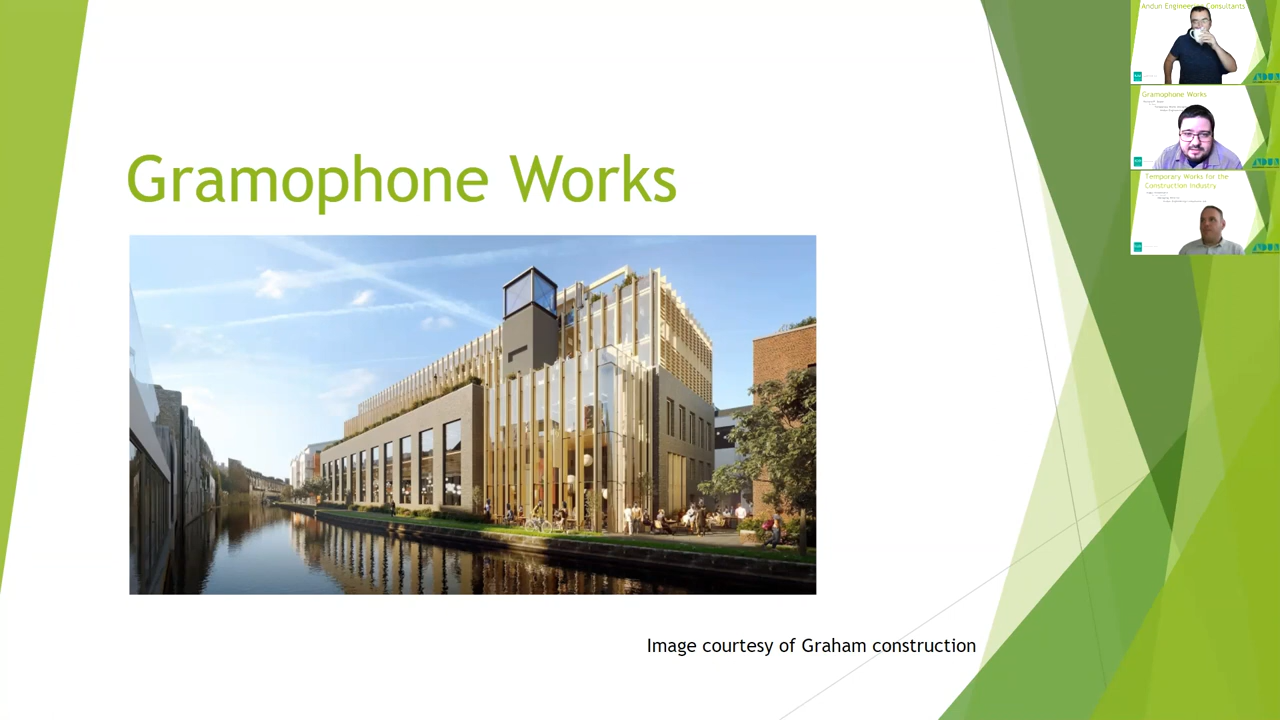 Gramophone Works
Image courtesy of Graham construction
Andun Engineering Consultants
Gramophone Works
Temporary Works for the
Construction Industry